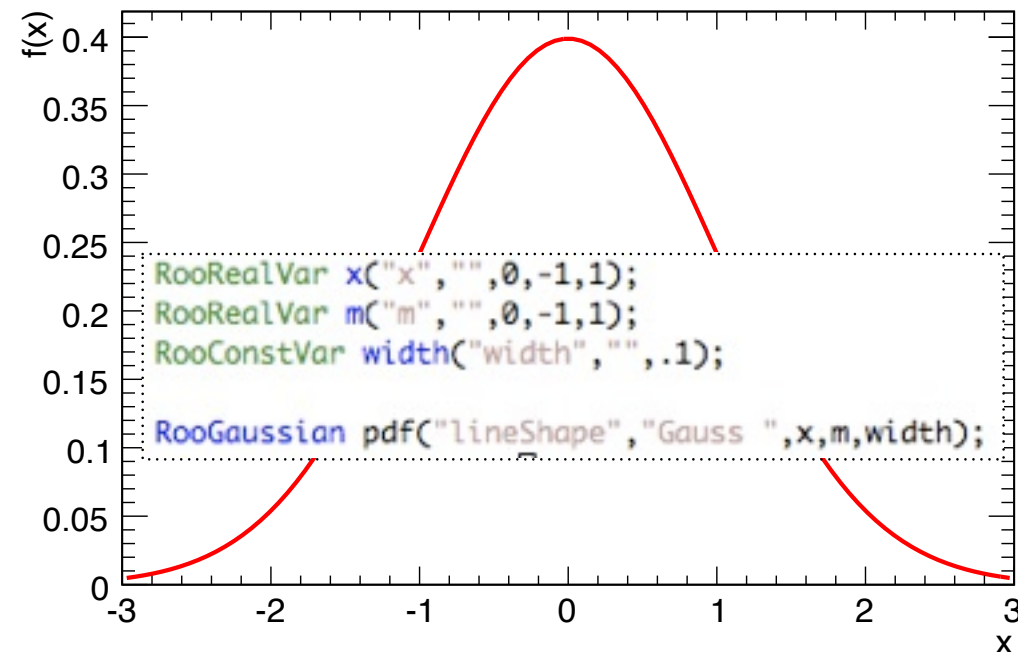 f(x)
0.4
0.35
0.3
0.25
RooRealVar x("x","",0,-1,1);
RooRealVar m("m","",0,-1,1);
0.2
RooConstVar width("width","",.1);
0.15
RooGaussian pdf("lineShape","Gauss ",x,m,width);
0.1
0.05
0
-3 -2 -1 0 1 2 3
x